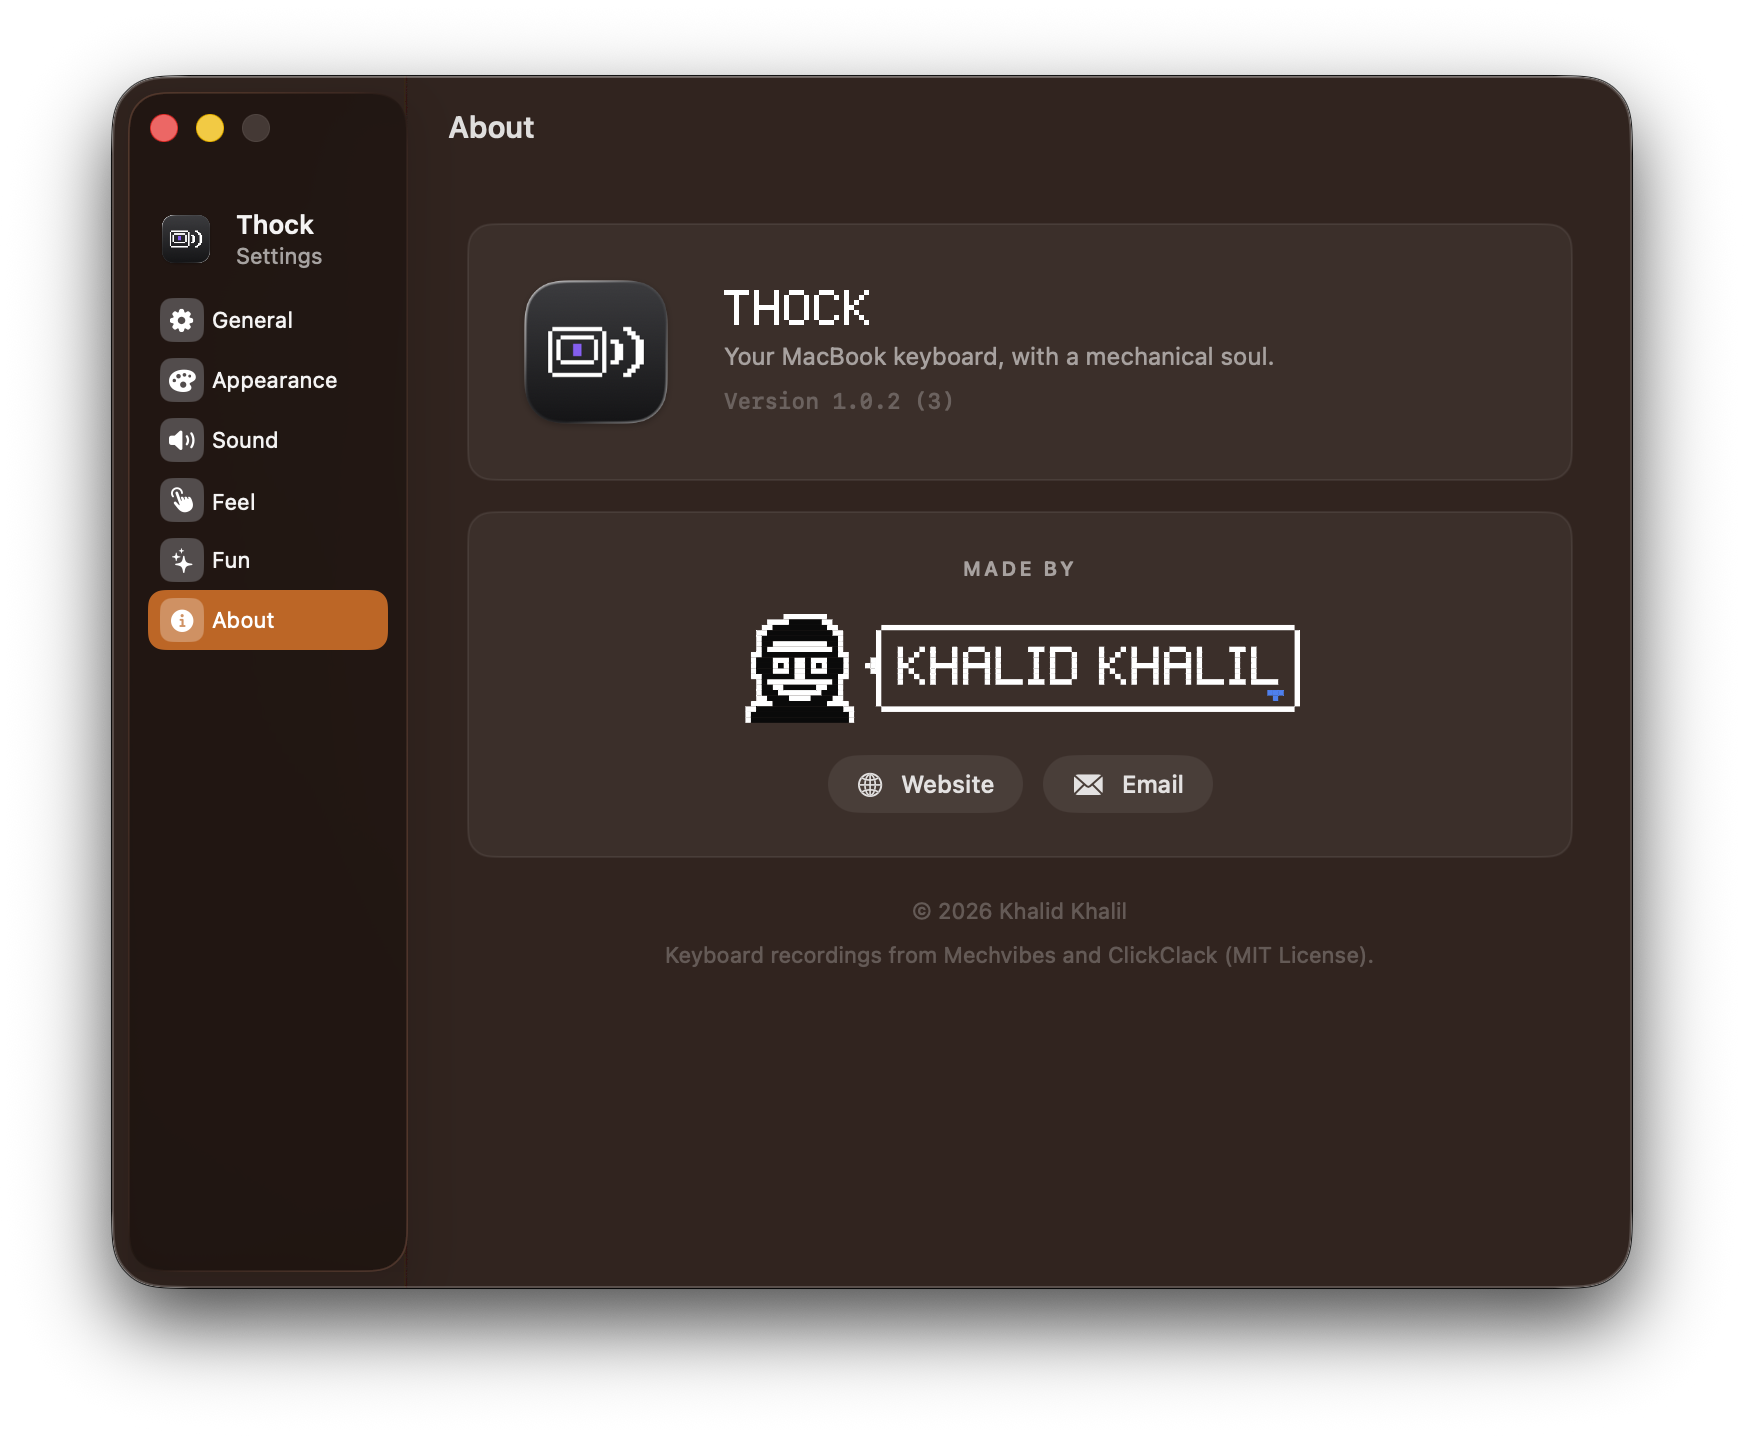 About
Thock
Settings
General
Appearance
Sound
Feel
Fun
About
THOCK
Your MacBook keyboard, with a mechanical soul.
Version 1.0.2 (3)
MADE BY
KHALID KHALIL
Website
Email
© 2026 Khalid Khalil
Keyboard recordings from Mechvibes and ClickClack (MIT License).